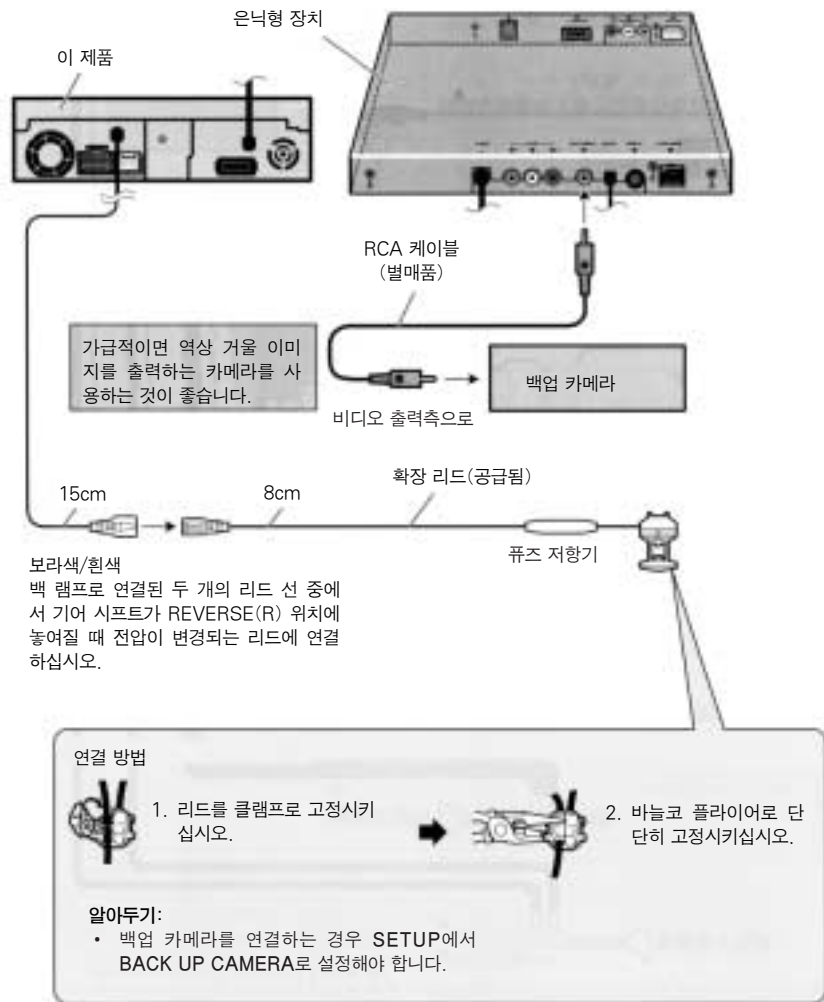 은닉형 장치
이 제품
RCA 케이블
(별매품)
가급적이면 역상 거울 이미
지를 출력하는 카메라를 사
용하는 것이 좋습니다.
백업 카메라
비디오 출력측으로
15cm
8cm
확장 리드(공급됨)
퓨즈 저항기
보라색/흰색
백 램프로 연결된 두 개의 리드 선 중에
서 기어 시프트가 REVERSE(R) 위치에
놓여질 때 전압이 변경되는 리드에 연결
하십시오.
연결 방법
1. 리드를 클램프로 고정시키
십시오.
2. 바늘코 플라이어로 단
단히 고정시키십시오.
알아두기:
• 백업 카메라를 연결하는 경우 SETUP에서
BACK UP CAMERA로 설정해야 합니다.